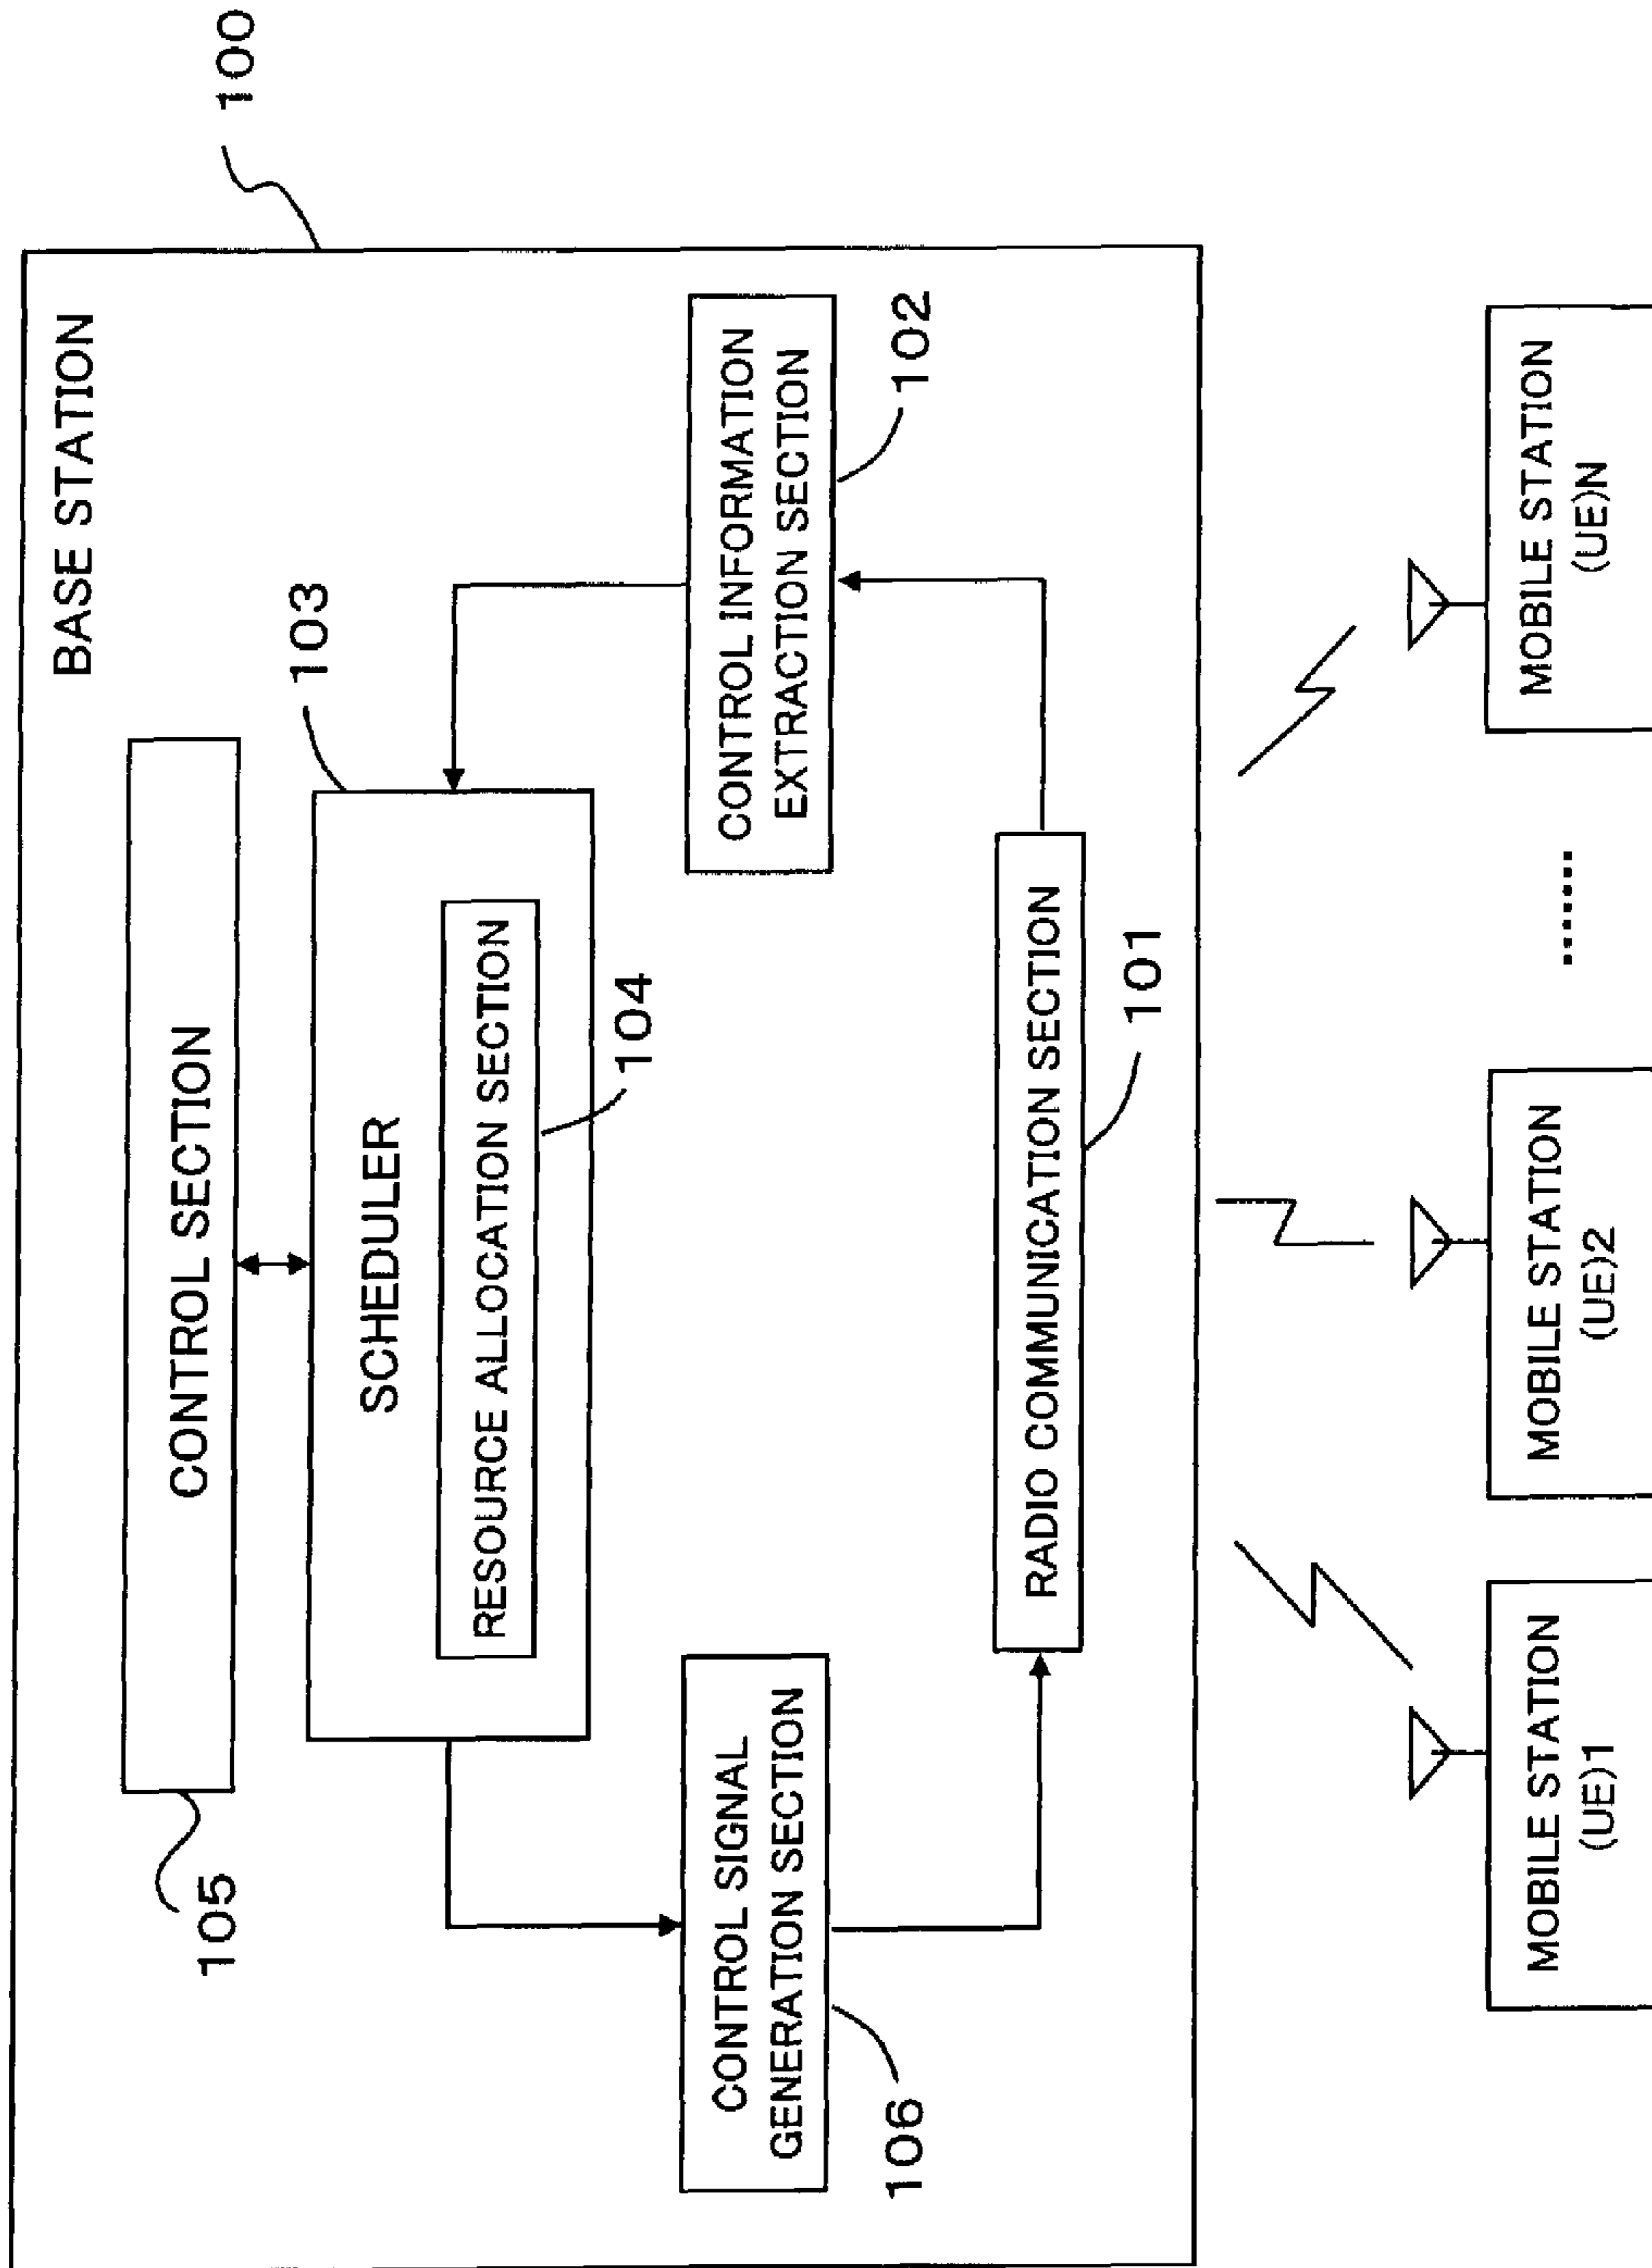 BASE STATION
100
CONTROL SECTION
105
103
SCHEDULER
RESOURCE ALLOCATION SECTION
104
CONTROL SIGNAL
GENERATION SECTION
106
CONTROL INFORMATION
EXTRACTION SECTION
102
RADIO COMMUNICATION SECTION
101
MOBILE STATION
(UE)1
MOBILE STATION
(UE)2
.......
MOBILE STATION
(UE)N